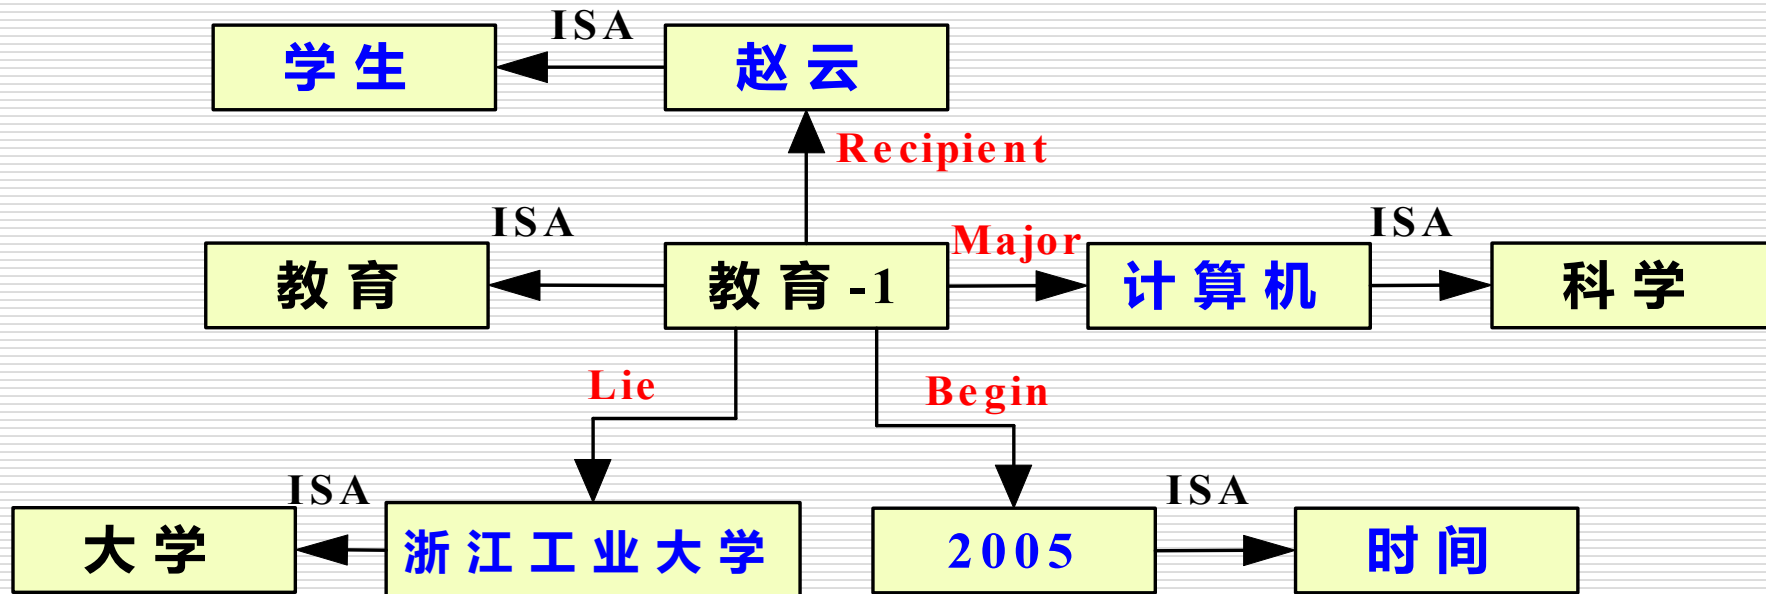 ISA
学生
赵云
Recipient
ISA
Major
ISA
教育
教育-1
计算机
科学
Lie
Begin
ISA
ISA
大学
浙江工业大学
2005
时间